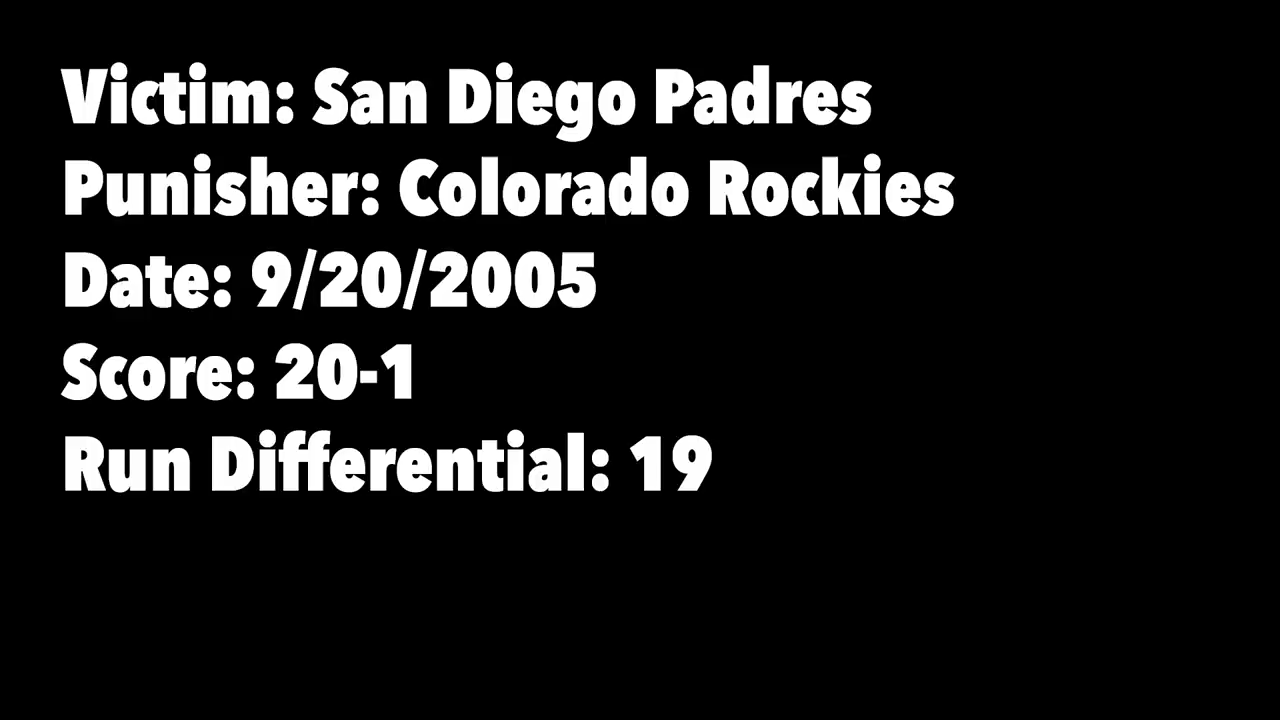 Victim: San Diego Padres
Punisher: Colorado Rockies
Date: 9/20/2005
Score: 20-1
Run Differential: 19